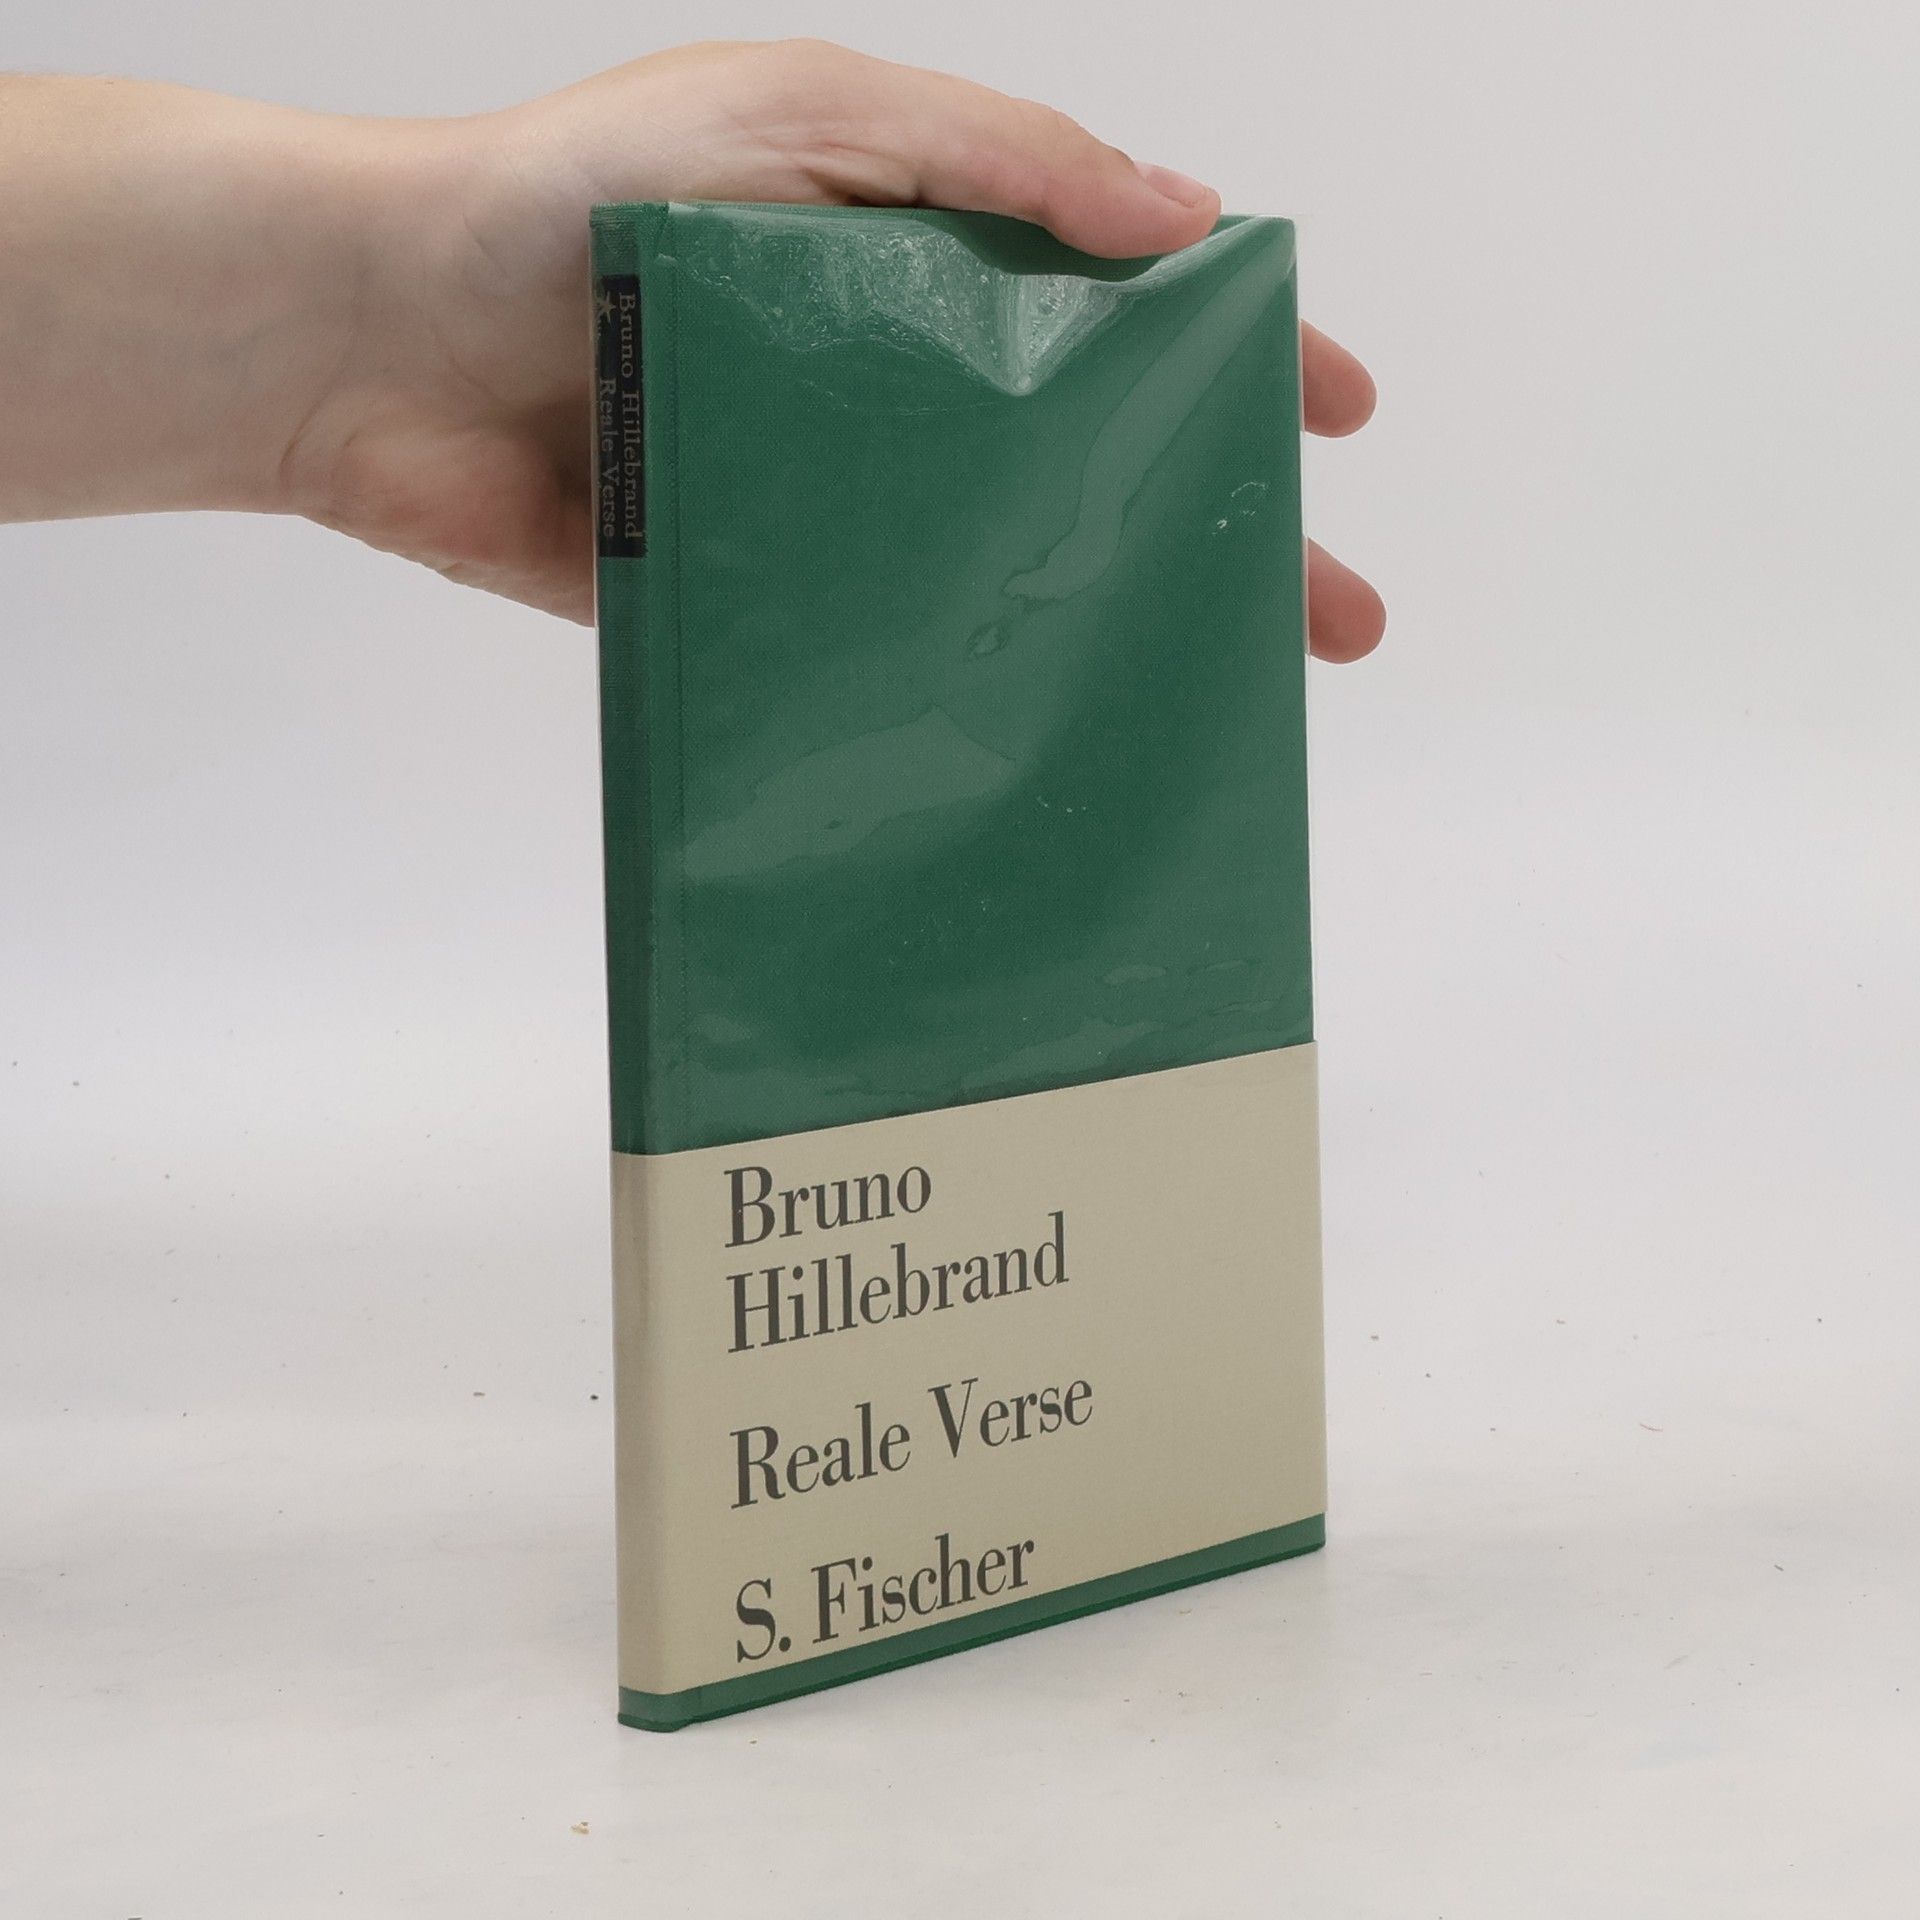 Bruno Hillebrand
Reale Verse
Bruno
Hillebrand
Reale Verse
S. Fischer